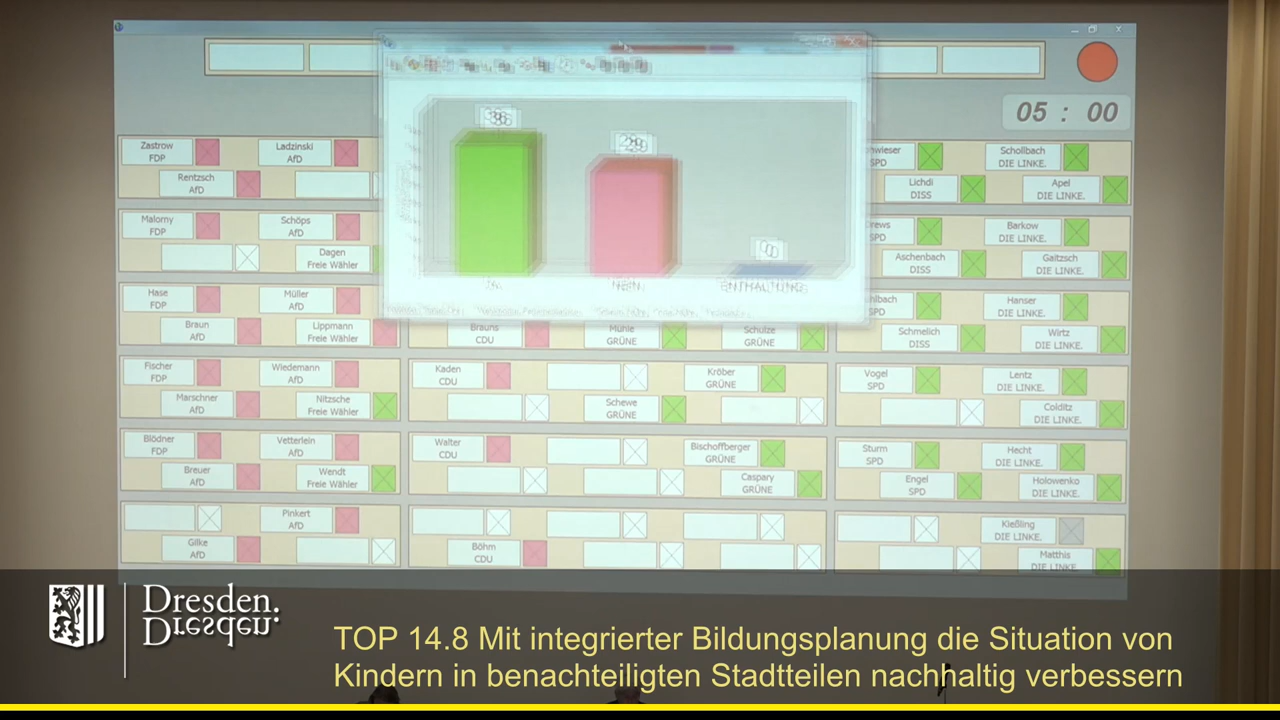 05 : 00
Zastrow
FDP
Ladzinski
AfD
Schollbach
DIE LINKE.
SPD
Rentzsch
AfD
Lichdi
DISS
Apel
DIE LINKE.
Malorny
FDP
Schöps
AfD
SPD
Barkow
DIE LINKE.
Dagen
Freie Wähler
Aschenbach
DISS
Gaitzsch
DIE LINKE.
Hase
FDP
Müller
AfD
SPD
Hanser
DIE LINKE.
Braun
AfD
Lippmann
Freie Wähler
Brauns
CDU
Mühle
GRÜNE
Schulze
GRÜNE
Schmelich
DISS
Wirtz
DIE LINKE.
Fischer
FDP
Wiedemann
AfD
Kaden
CDU
Kröber
GRÜNE
Vogel
SPD
Lentz
DIE LINKE.
Marschner
AfD
Nitzsche
Freie Wähler
Schewe
GRÜNE
Colditz
DIE LINKE.
Blödner
FDP
Vetterlein
AfD
Walter
CDU
Bischoffberger
GRÜNE
Sturm
SPD
Hecht
DIE LINKE.
Breuer
AfD
Wendt
Freie Wähler
Caspary
GRÜNE
Engel
SPD
Holowenko
DIE LINKE.
Pinkert
AfD
Kießling
DIE LINKE.
Gilke
AfD
Böhm
CDU
Matthis
DIE LINKE.
Dresden.
Dresden.
TOP 14.8 Mit integrierter Bildungsplanung die Situation von
Kindern in benachteiligten Stadtteilen nachhaltig verbessern